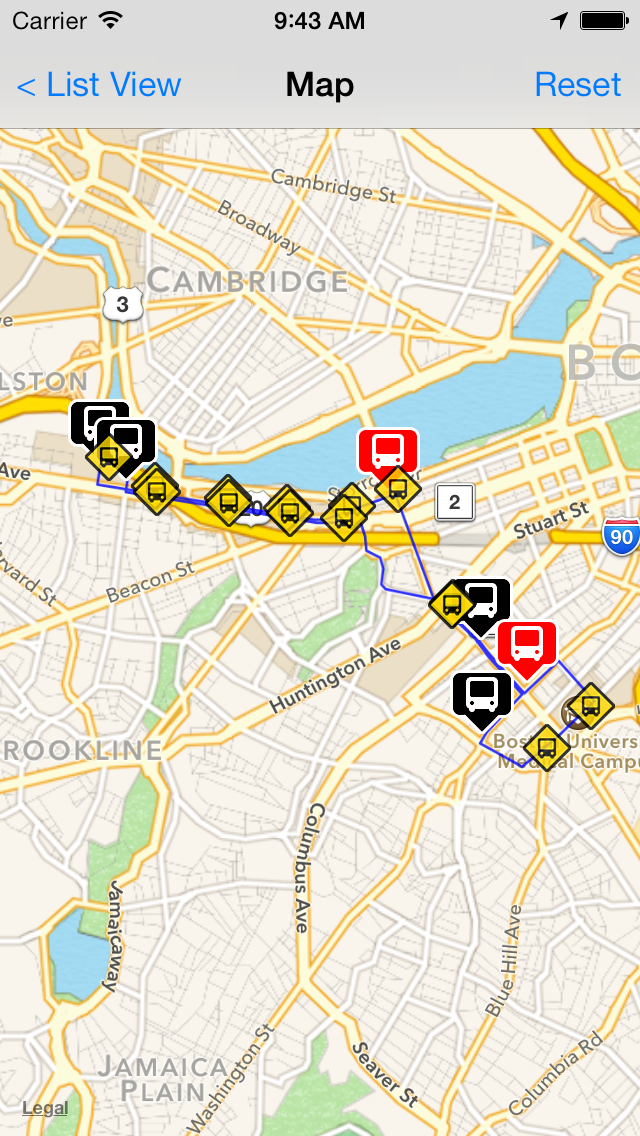 Carrier
9:43 AM
< List View
Map
Reset
Cambridge St
Broadway
CAMBRIDGE
3
LSTON
BO
Ave
2
Stuart St
90
Beacon St
Huntington Ave
ROOKLINE
Medical Campu
Columbus Ave
Jamaicaway
Blue Hill Ave
JAMAICA
PLAIN
Washington St
Seaver St
Columbia Rd
Legal